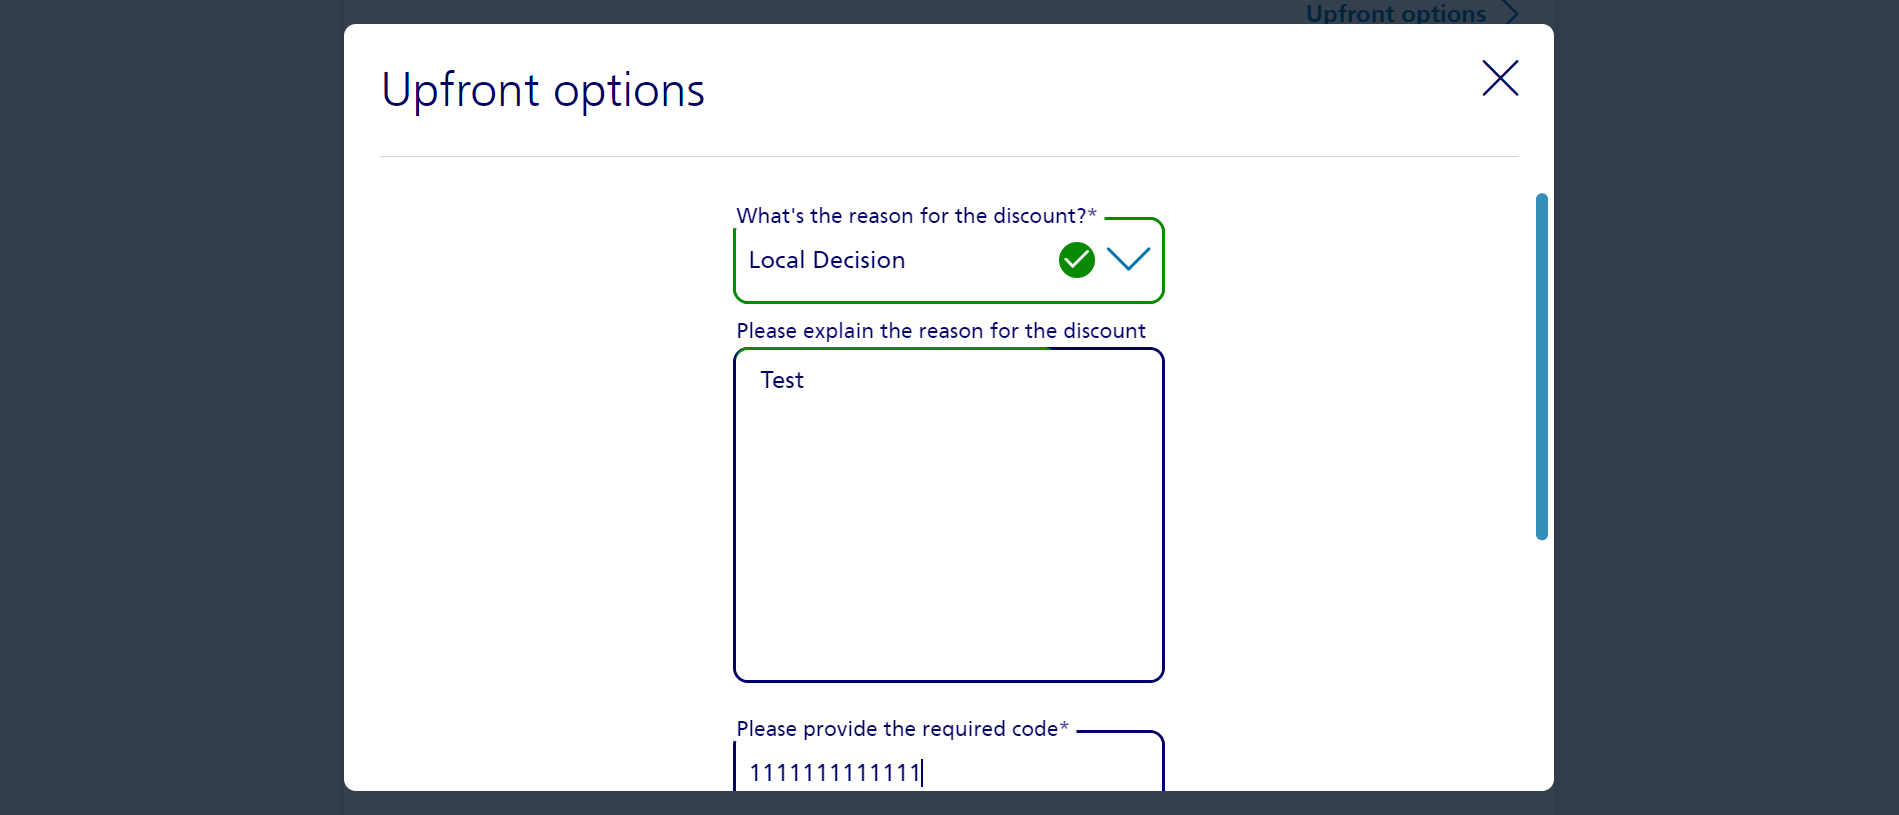 Upfront options
Upfront options
What's the reason for the discount?*
Local Decision
Please explain the reason for the discount
Test
Please provide the required code*
1111111111111